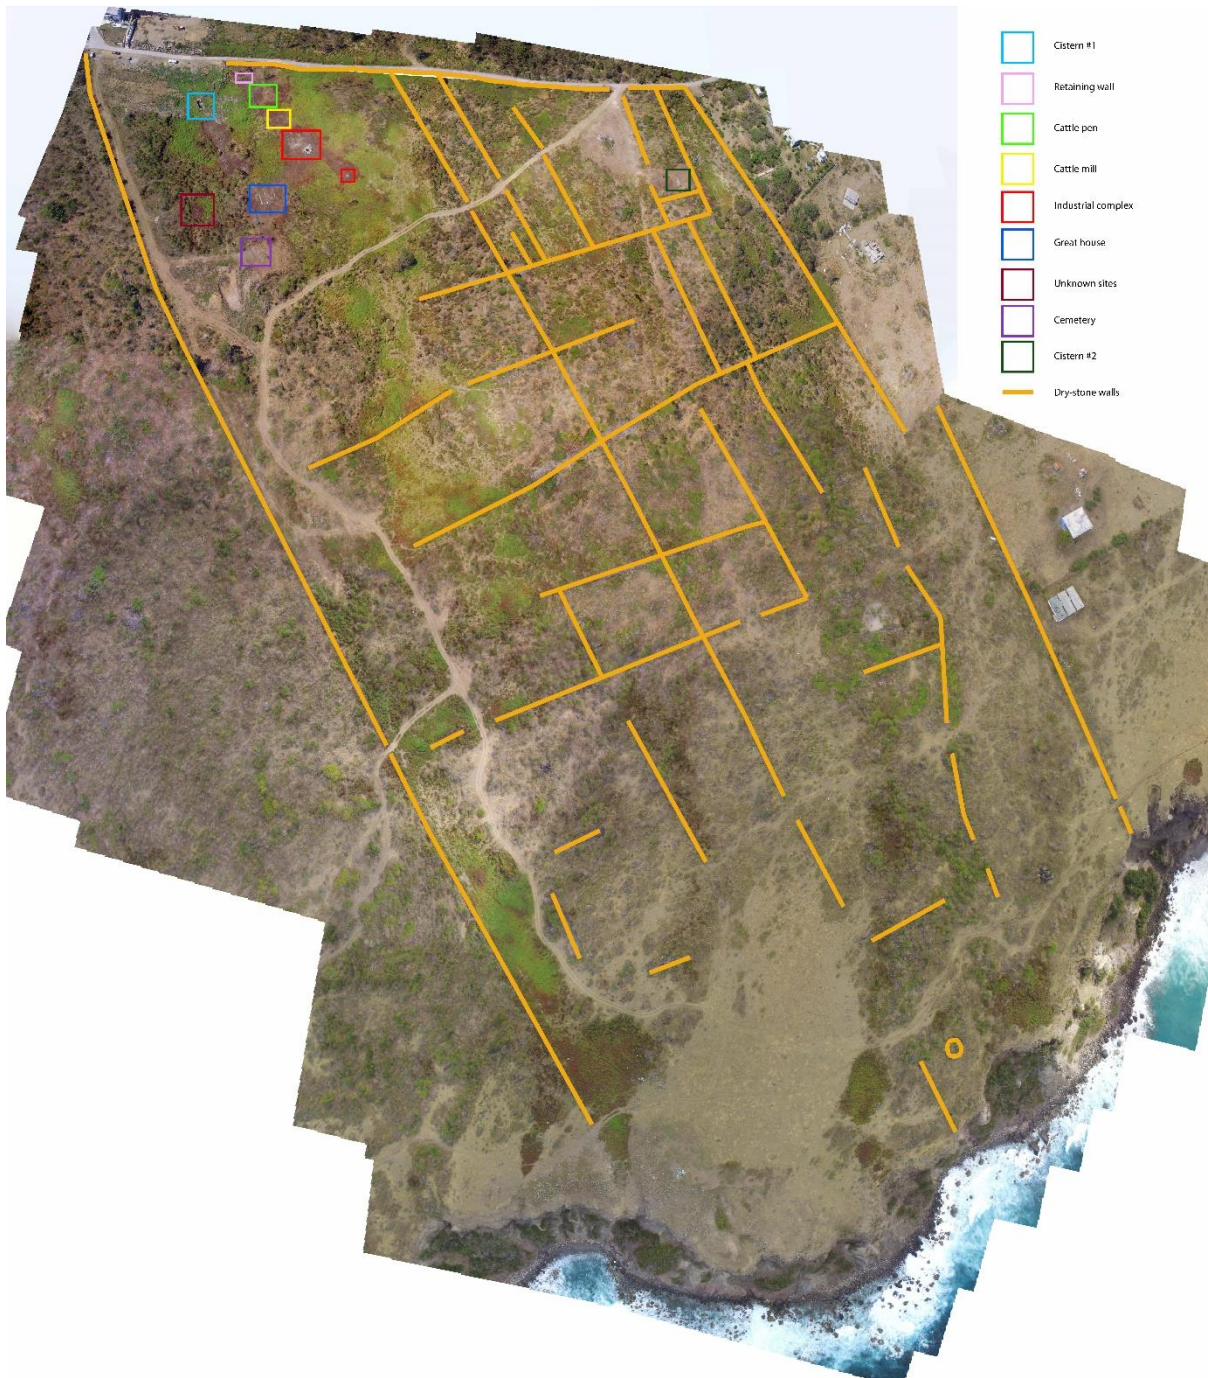 Cistern #1
Retaining wall
Cattle pen
Cattle mill
Industrial complex
Great house
Unknown sites
Cemetery
Cistern #2
Dry-stone walls